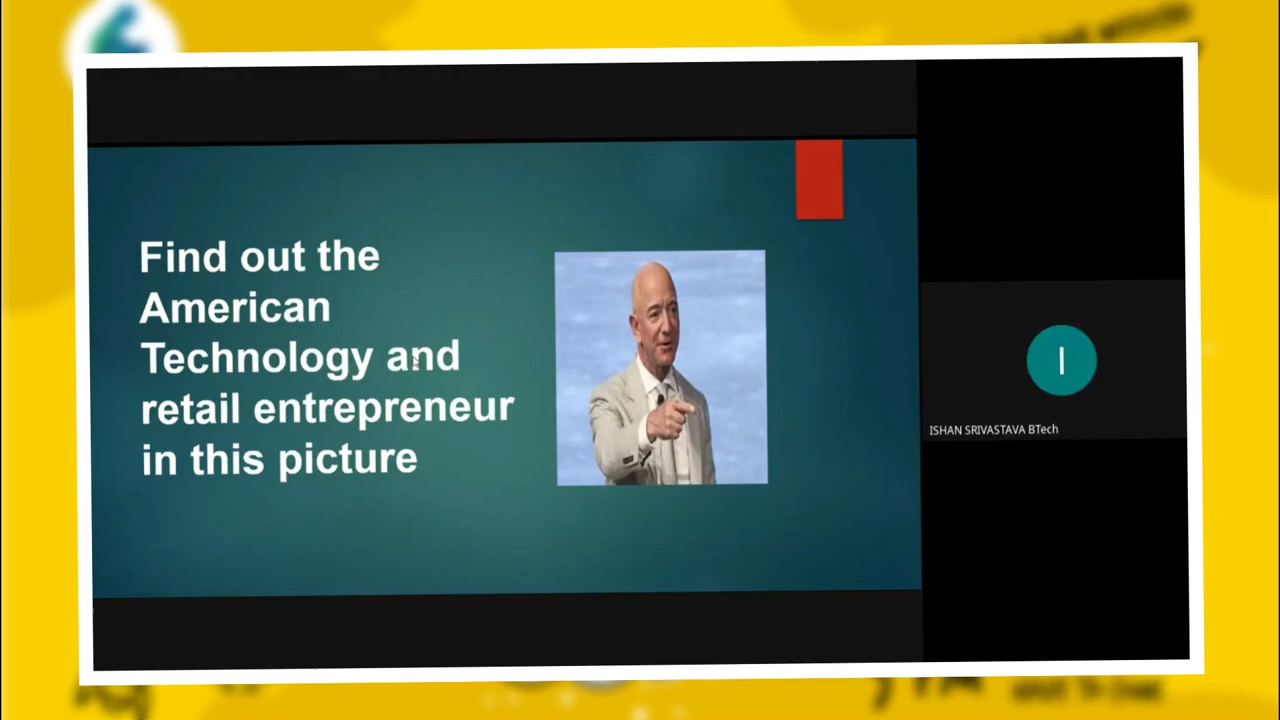 Find out the
American
Technology and
retail entrepreneur
in this picture
I
ISHAN SRIVASTAVA BTech